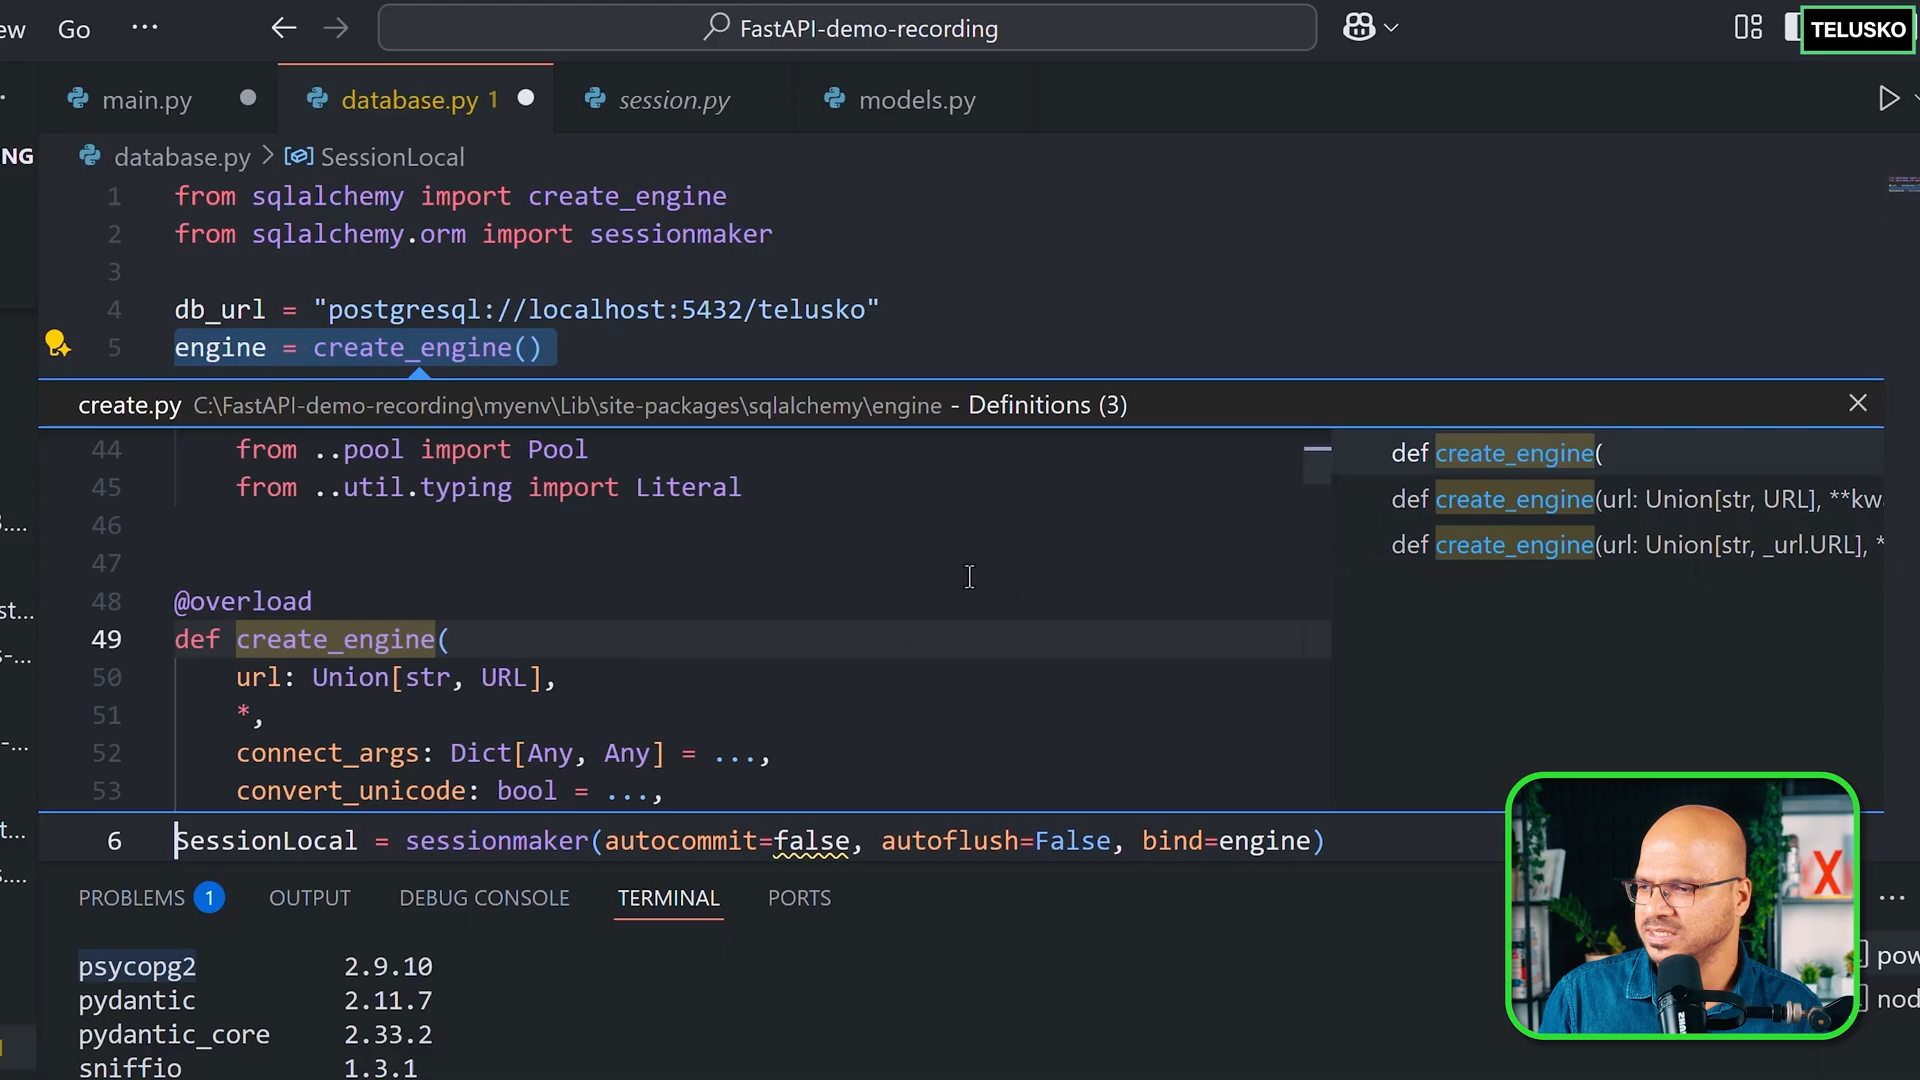 Go ...
FastAPI-demo-recording
TELUSKO
main.py
database.py 1
session.py
models.py
NG
database.py > SessionLocal
1 from sqlalchemy import create_engine
2 from sqlalchemy.orm import sessionmaker
3
4 db_url = "postgresql://localhost:5432/telusko"
5 engine = create_engine()
create.py C:\FastAPI-demo-recording\myenv\Lib\site-packages\sqlalchemy\engine - Definitions (3)
44 from ..pool import Pool
45 from ..util.typing import Literal
46
47
48 @overload
49 def create_engine(
50 url: Union[str, URL],
51 *,
52 connect_args: Dict[Any, Any] = ...,
53 convert_unicode: bool = ...,
def create_engine(
def create_engine(url: Union[str, URL], **kw
def create_engine(url: Union[str, _url.URL], *
6 SessionLocal = sessionmaker(autocommit=false, autoflush=False, bind=engine)
PROBLEMS 1 OUTPUT DEBUG CONSOLE TERMINAL PORTS
psycopg2 2.9.10
pydantic 2.11.7
pydantic_core 2.33.2
sniffio 1.3.1
pow
nod